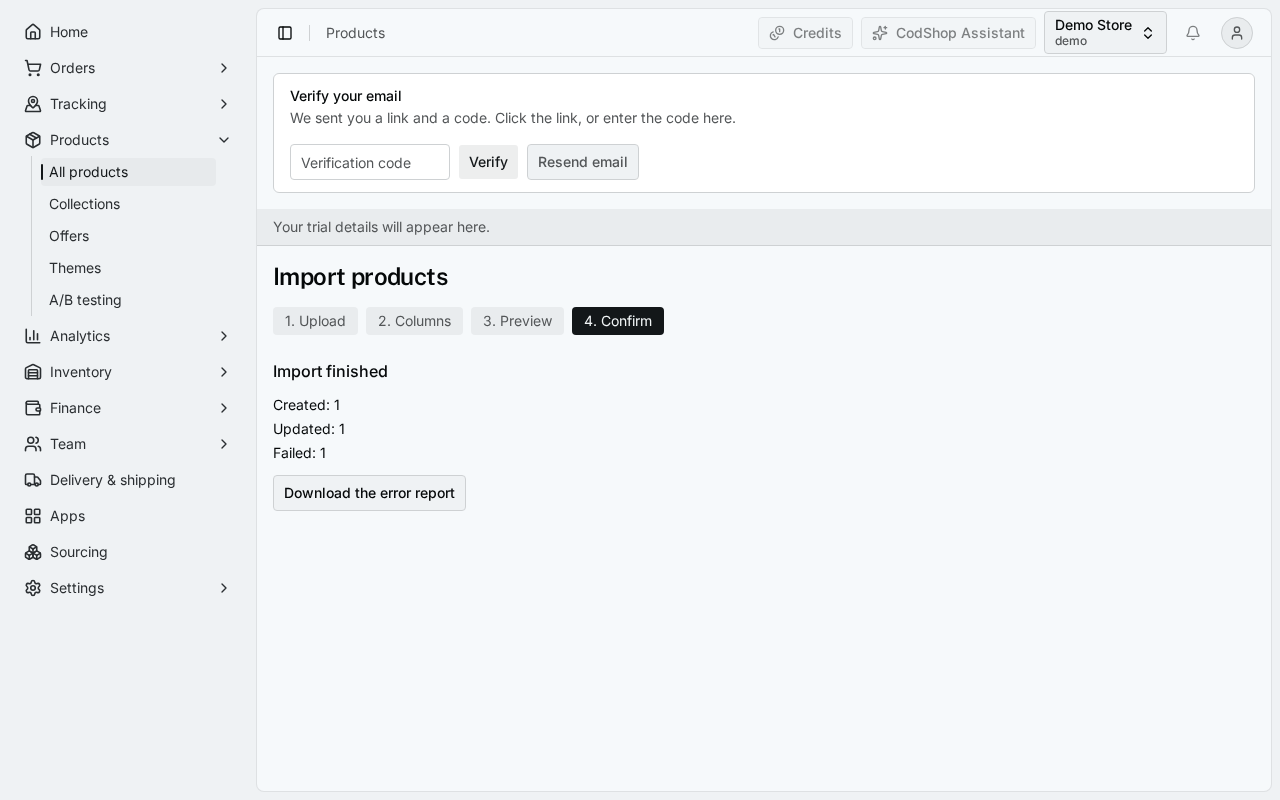 Home
Orders
Tracking
Products
All products
Collections
Offers
Themes
A/B testing
Analytics
Inventory
Finance
Team
Delivery & shipping
Apps
Sourcing
Settings
Products
Credits
CodShop Assistant
Demo Store
demo
Verify your email
We sent you a link and a code. Click the link, or enter the code here.
Verification code
Verify
Resend email
Your trial details will appear here.
Import products
1. Upload
2. Columns
3. Preview
4. Confirm
Import finished
Created: 1
Updated: 1
Failed: 1
Download the error report